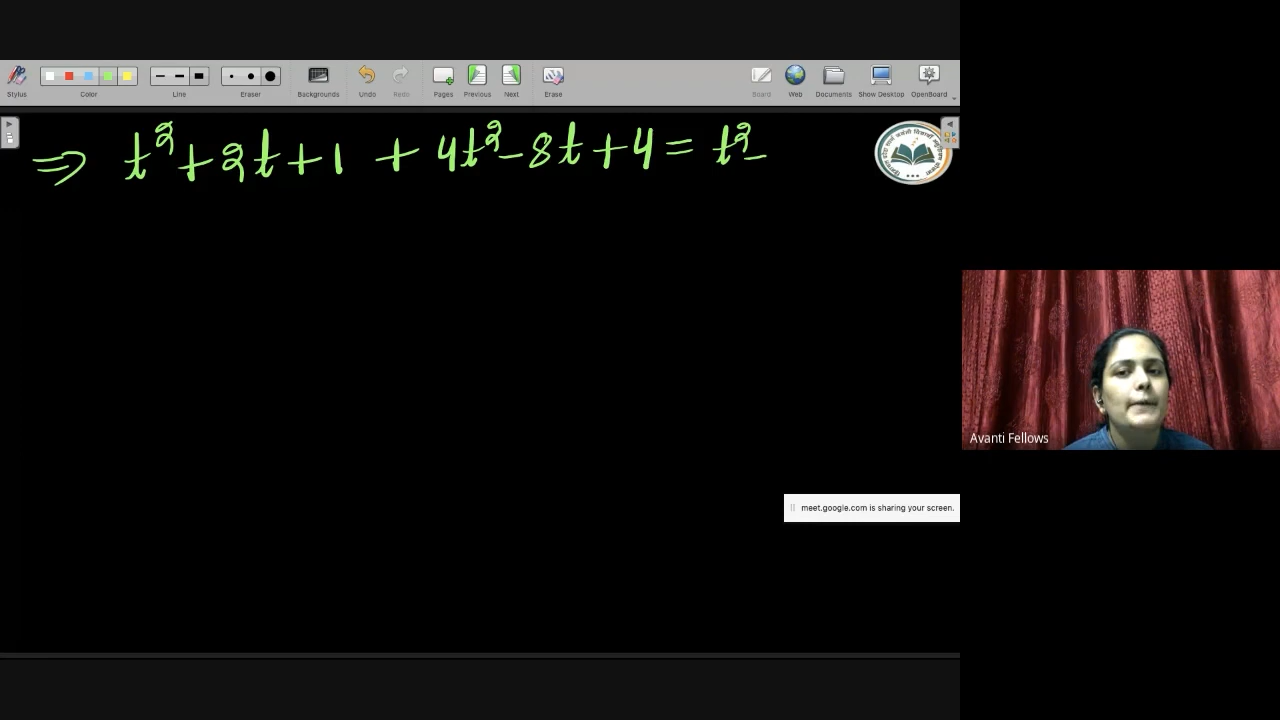 Stylus Color Line Eraser Backgrounds Undo Redo Pages Previous Next Erase Board Web Documents Show Desktop OpenBoard
⇒ t² + 2t + 1 + 4t² - 8t + 4 = t² -
Avanti Fellows
meet.google.com is sharing your screen.